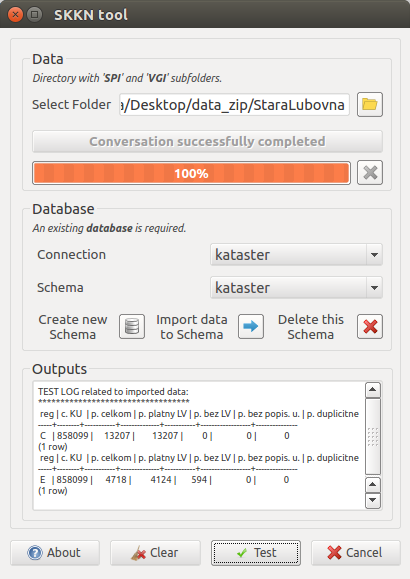 SKKN tool
Data
Directory with 'SPI' and 'VGI' subfolders.
Select Folder a/Desktop/data_zip/StaraLubovna
Conversation successfully completed
100%
Database
An existing database is required.
Connection kataster
Schema kataster
Create new Schema
Import data to Schema
Delete this Schema
Outputs
TEST LOG related to imported data:
**********************************
reg | c. KU | p. celkom | p. platny LV | p. bez LV | p. bez popis. u. | p. duplicitne
-----+--------+-----------+--------------+-----------+------------------+---------------
C | 858099 | 13207 | 13207 | 0 | 0 | 0
(1 row)
reg | c. KU | p. celkom | p. platny LV | p. bez LV | p. bez popis. u. | p. duplicitne
-----+--------+-----------+--------------+-----------+------------------+---------------
E | 858099 | 4718 | 4124 | 594 | 0 | 0
(1 row)
About Clear Test Cancel